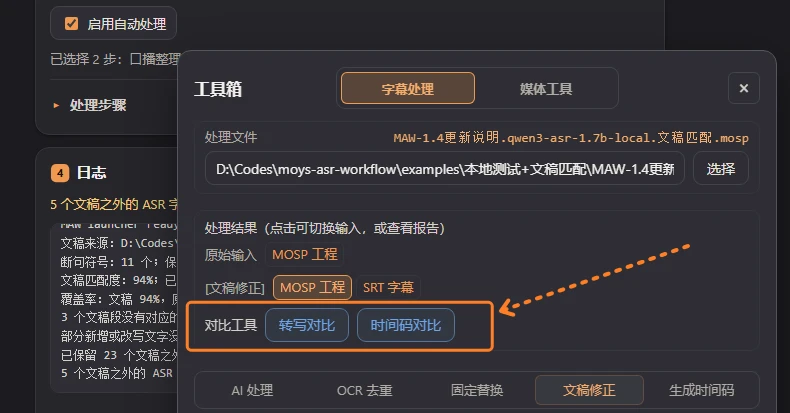 启用自动处理
已选择 2 步：口播整理
处理步骤
4 日志
5 个文稿之外的 ASR 字
MAW launcher ready
文稿来源：D:\Codes\
断句符号：11 个；保
文稿匹配度：94%；已
覆盖率：文稿 94%，原
3 个文稿段没有对应的
部分新增或改写文字没
已保留 23 个文稿之外
5 个文稿之外的 ASR
工具箱
字幕处理
媒体工具
×
处理文件
MAW-1.4更新说明.qwen3-asr-1.7b-local.文稿匹配.mosp
D:\Codes\moys-asr-workflow\examples\本地测试+文稿匹配\MAW-1.4更新
选择
处理结果（点击可切换输入，或查看报告）
原始输入 MOSP 工程
[文稿修正] MOSP 工程 SRT 字幕
对比工具 转写对比 时间码对比
AI 处理
OCR 去重
固定替换
文稿修正
生成时间码